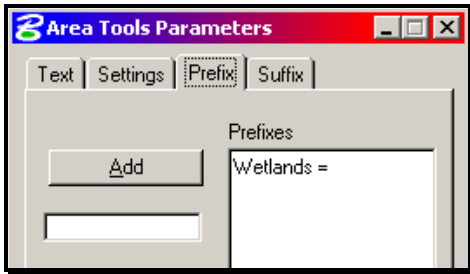 Area Tools Parameters
Text Settings Prefix Suffix
Prefixes
Add
Wetlands =